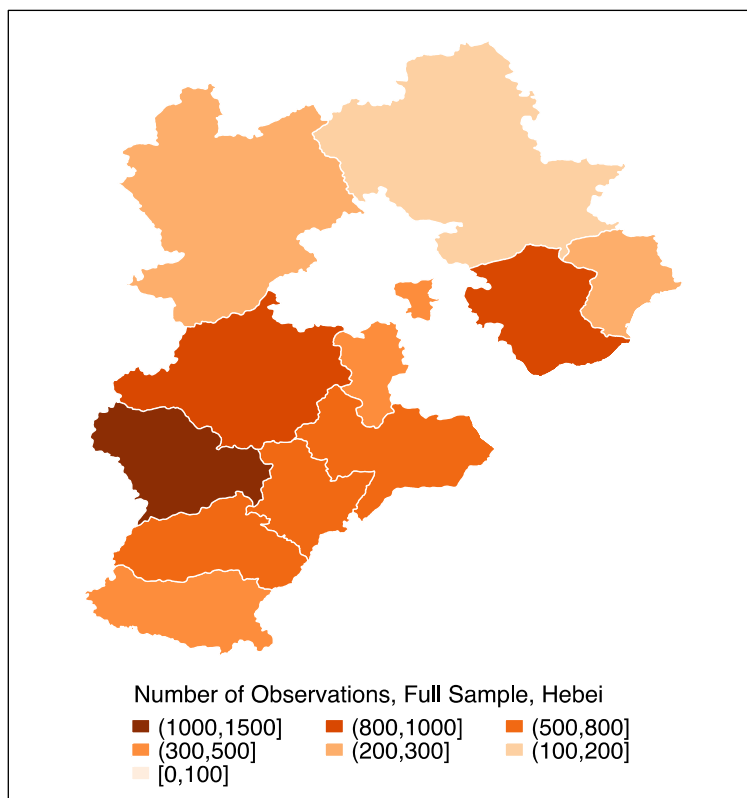 Number of Observations, Full Sample, Hebei
(1000,1500] (800,1000] (500,800]
(300,500] (200,300] (100,200]
[0,100]